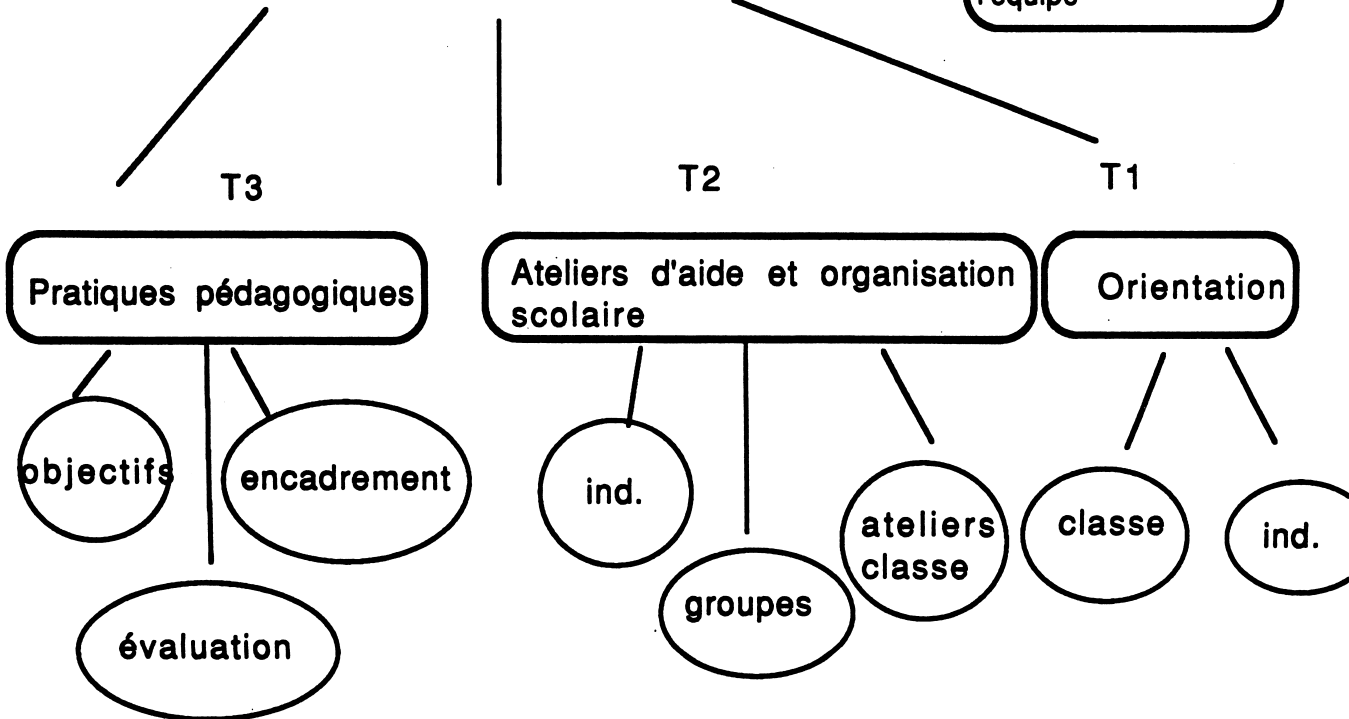 l'équipe
T3
T2
T1
Pratiques pédagogiques
Ateliers d'aide et organisation
scolaire
Orientation
objectifs
encadrement
évaluation
ind.
groupes
ateliers
classe
classe
ind.